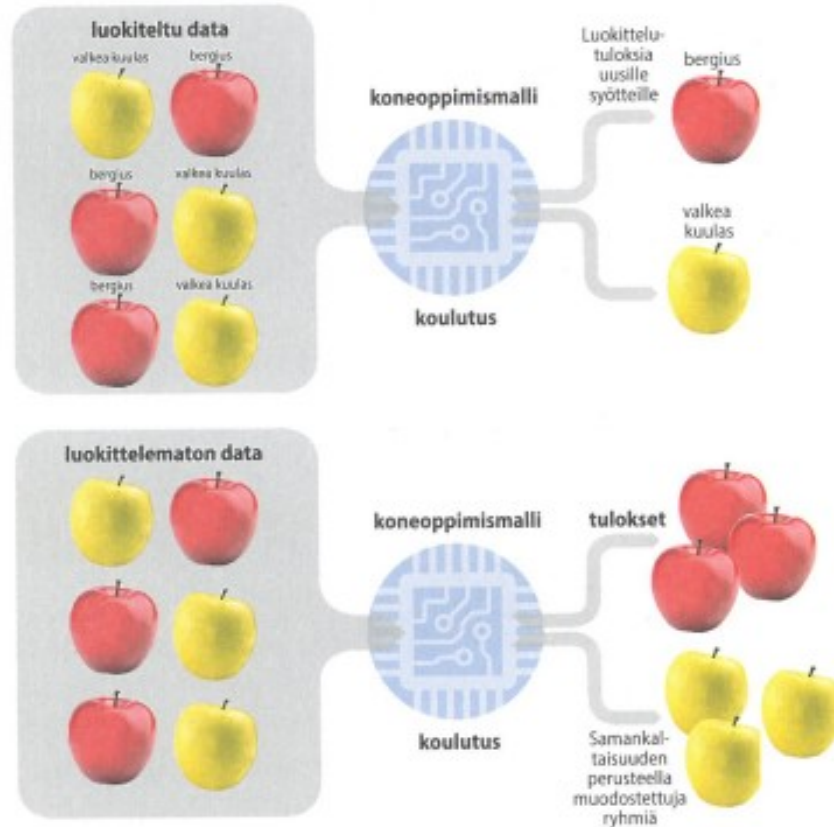 luokiteltu data
valkea kuulas
bergius
bergius
valkea kuulas
bergius
valkea kuulas
koneoppimismalli
koulutus
Luokittelu-
tuloksia
uusille
syötteille
bergius
valkea
kuulas
luokittelematon data
koneoppimismalli
koulutus
tulokset
Samankal-
taisuuden
perusteella
muodostettuja
ryhmiä